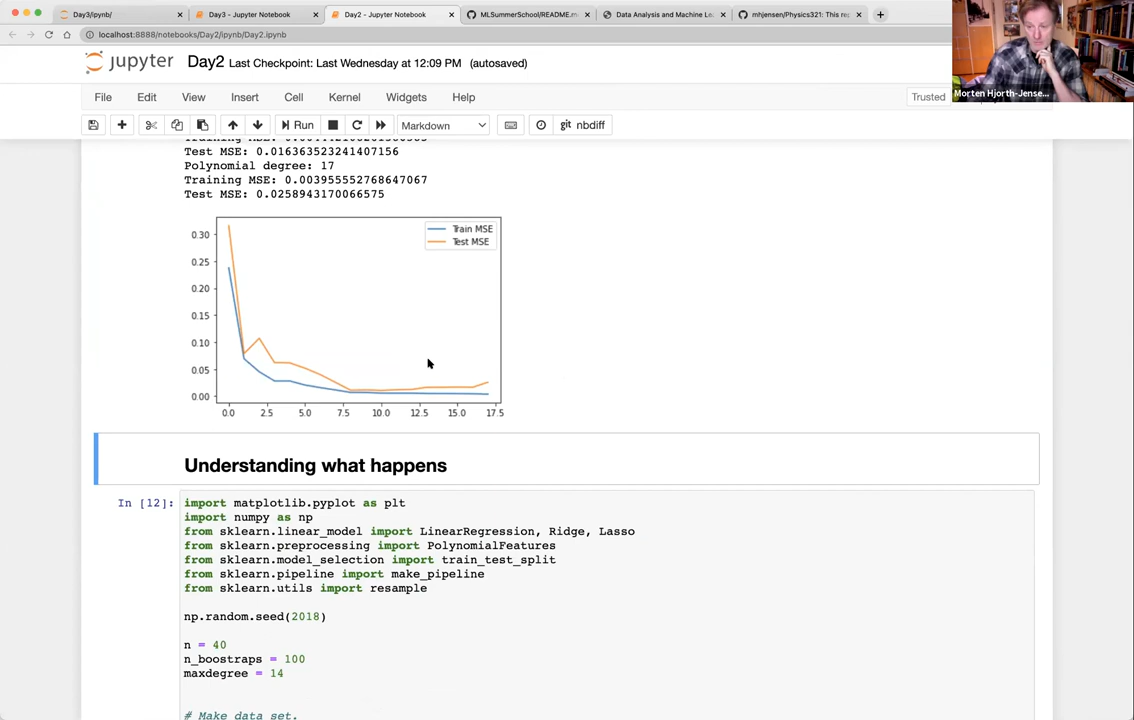 Day3/ipynb/
Day3 - Jupyter Notebook
Day2 - Jupyter Notebook
MLSummerSchool/README.m
Data Analysis and Machine Le
mhjensen/Physics321: This re
localhost:8888/notebooks/Day2/ipynb/Day2.ipynb
jupyter Day2 Last Checkpoint: Last Wednesday at 12:09 PM (autosaved)
Morten Hjorth-Jense...
File Edit View Insert Cell Kernel Widgets Help
Trusted
Run Markdown git nbdiff
Test MSE: 0.016363523241407156
Polynomial degree: 17
Training MSE: 0.003955552768647067
Test MSE: 0.0258943170066575
Train MSE
Test MSE
0.30
0.25
0.20
0.15
0.10
0.05
0.00
0.0 2.5 5.0 7.5 10.0 12.5 15.0 17.5
Understanding what happens
In [12]:
import matplotlib.pyplot as plt
import numpy as np
from sklearn.linear_model import LinearRegression, Ridge, Lasso
from sklearn.preprocessing import PolynomialFeatures
from sklearn.model_selection import train_test_split
from sklearn.pipeline import make_pipeline
from sklearn.utils import resample
np.random.seed(2018)
n = 40
n_boostraps = 100
maxdegree = 14
# Make data set.